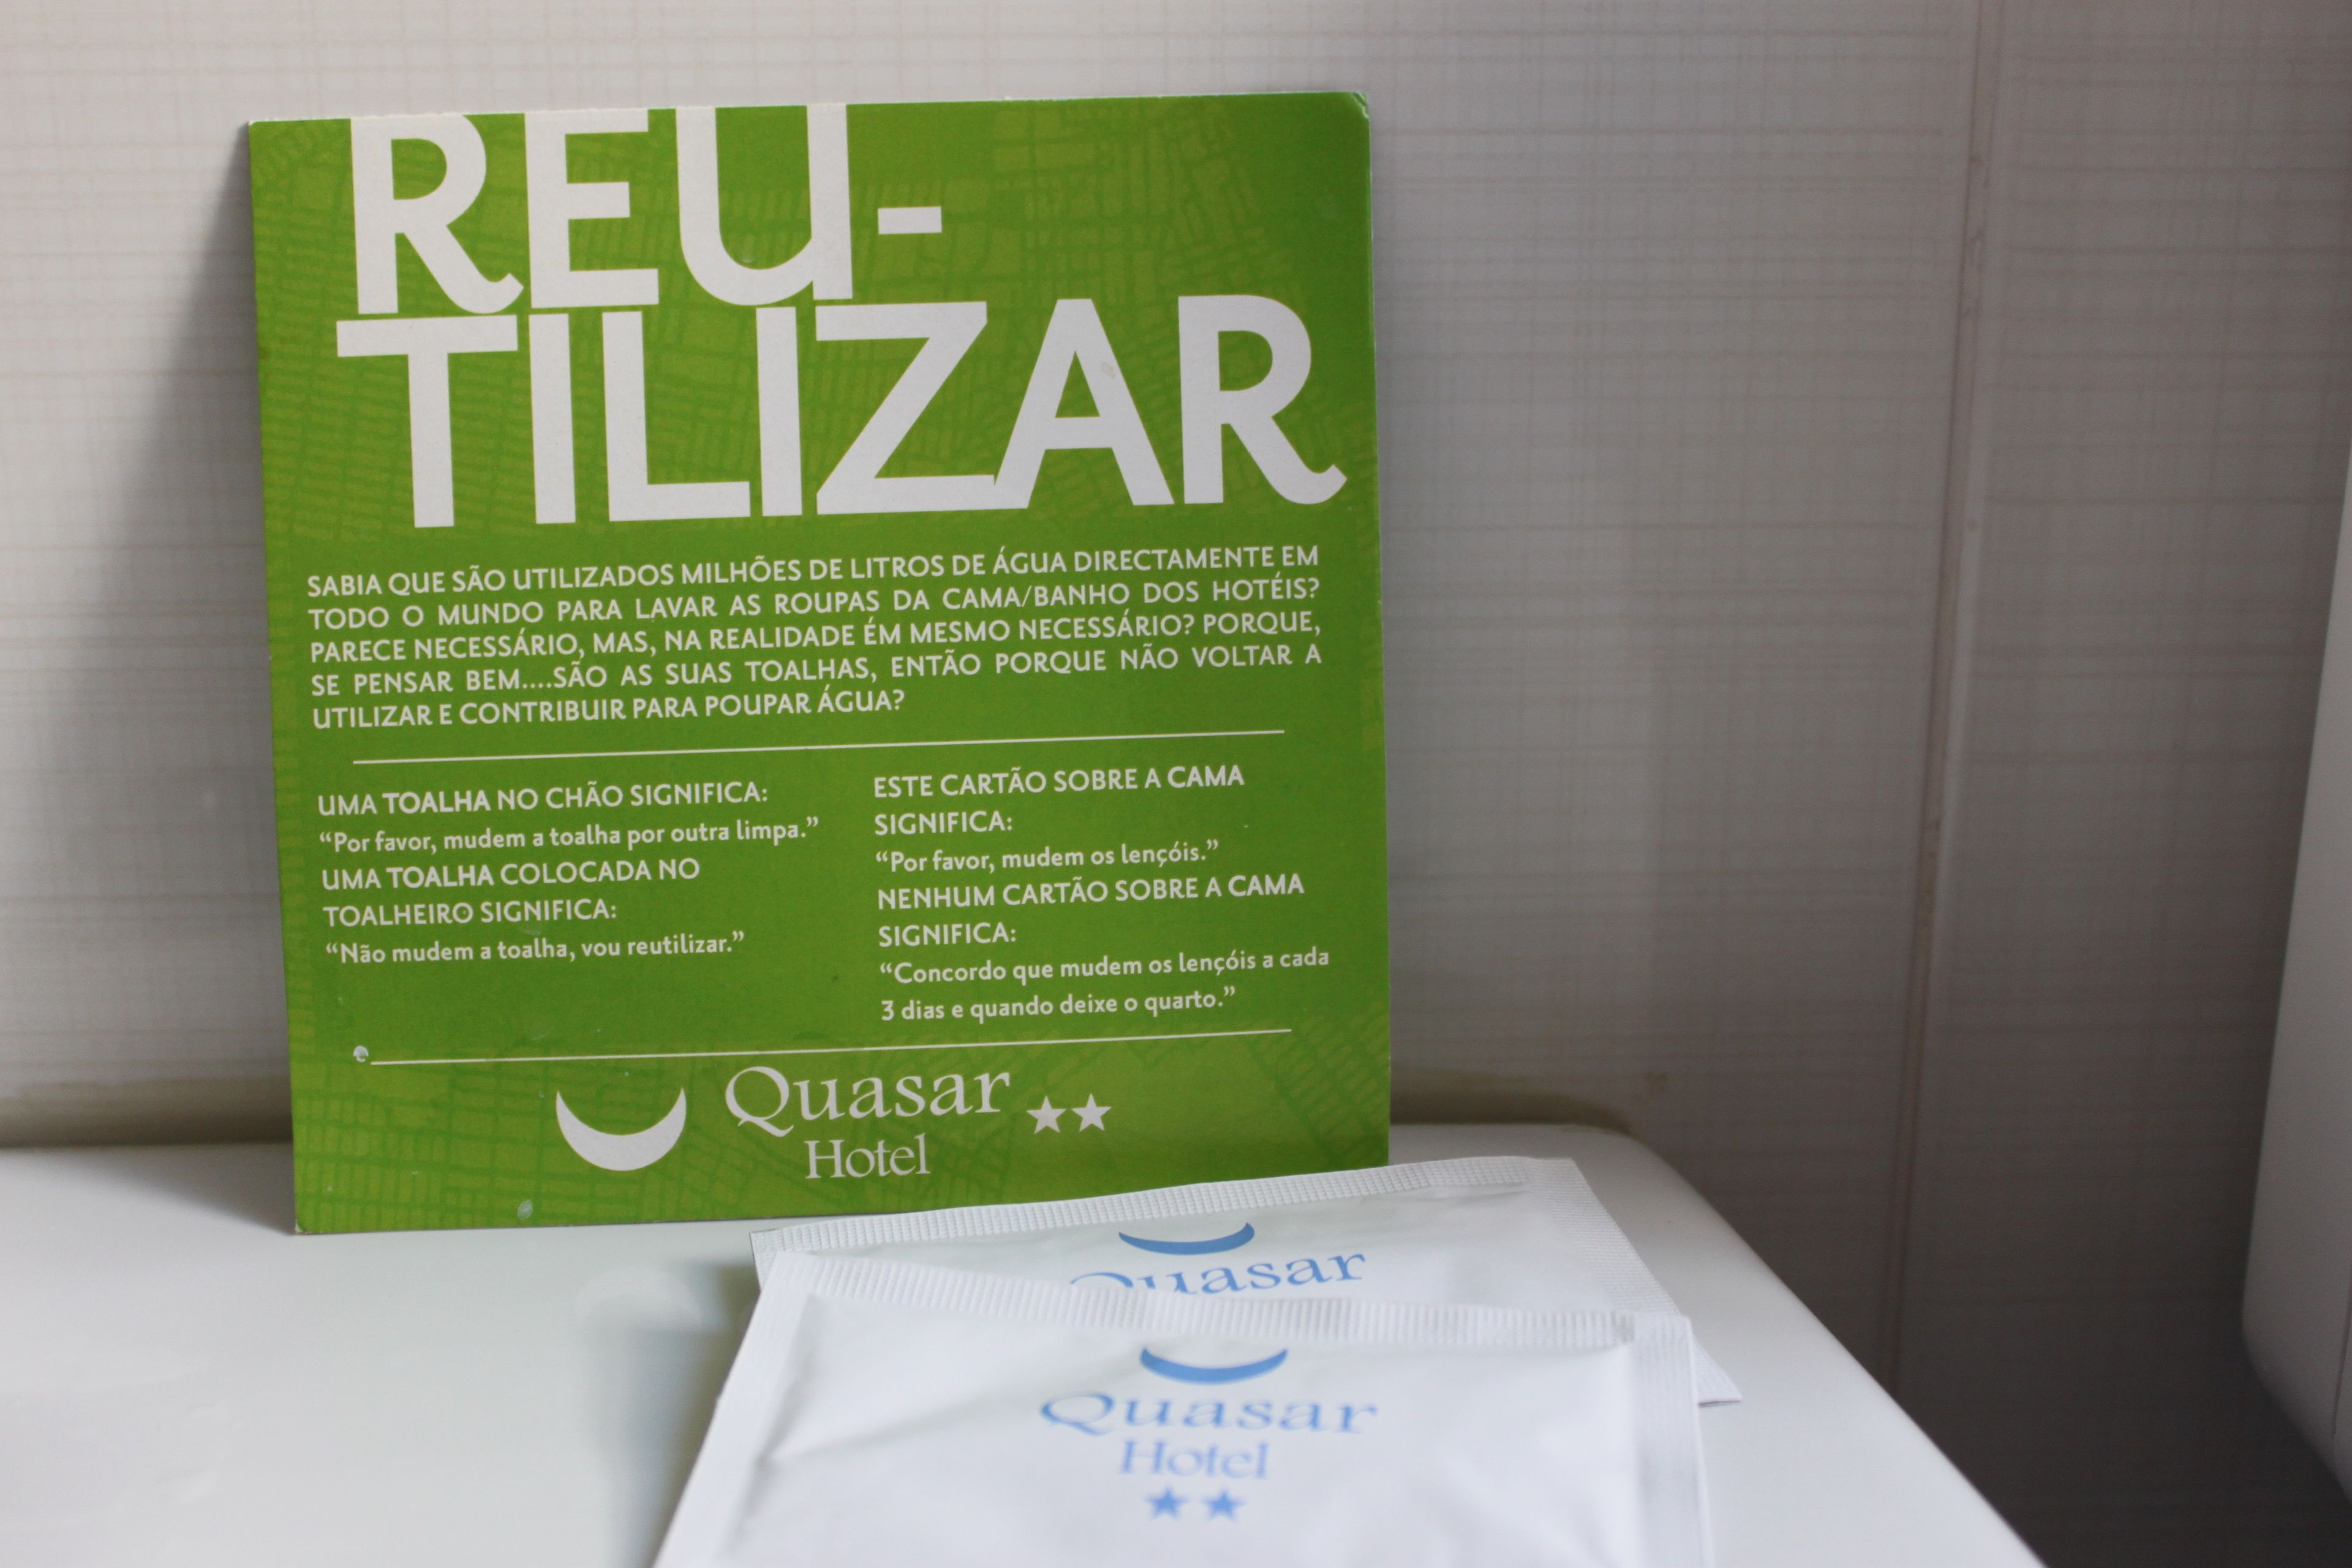 REU-
TILIZAR
SABIA QUE SÃO UTILIZADOS MILHÕES DE LITROS DE ÁGUA DIRECTAMENTE EM
TODO O MUNDO PARA LAVAR AS ROUPAS DA CAMA/BANHO DOS HOTÉIS?
PARECE NECESSÁRIO, MAS, NA REALIDADE ÉM MESMO NECESSÁRIO? PORQUE,
SE PENSAR BEM....SÃO AS SUAS TOALHAS, ENTÃO PORQUE NÃO VOLTAR A
UTILIZAR E CONTRIBUIR PARA POUPAR ÁGUA?
UMA TOALHA NO CHÃO SIGNIFICA:
“Por favor, mudem a toalha por outra limpa.”
UMA TOALHA COLOCADA NO
TOALHEIRO SIGNIFICA:
“Não mudem a toalha, vou reutilizar.”
ESTE CARTÃO SOBRE A CAMA
SIGNIFICA:
“Por favor, mudem os lençóis.”
NENHUM CARTÃO SOBRE A CAMA
SIGNIFICA:
“Concordo que mudem os lençóis a cada
3 dias e quando deixe o quarto.”
Quasar
Hotel
Quasar
Quasar
Hotel